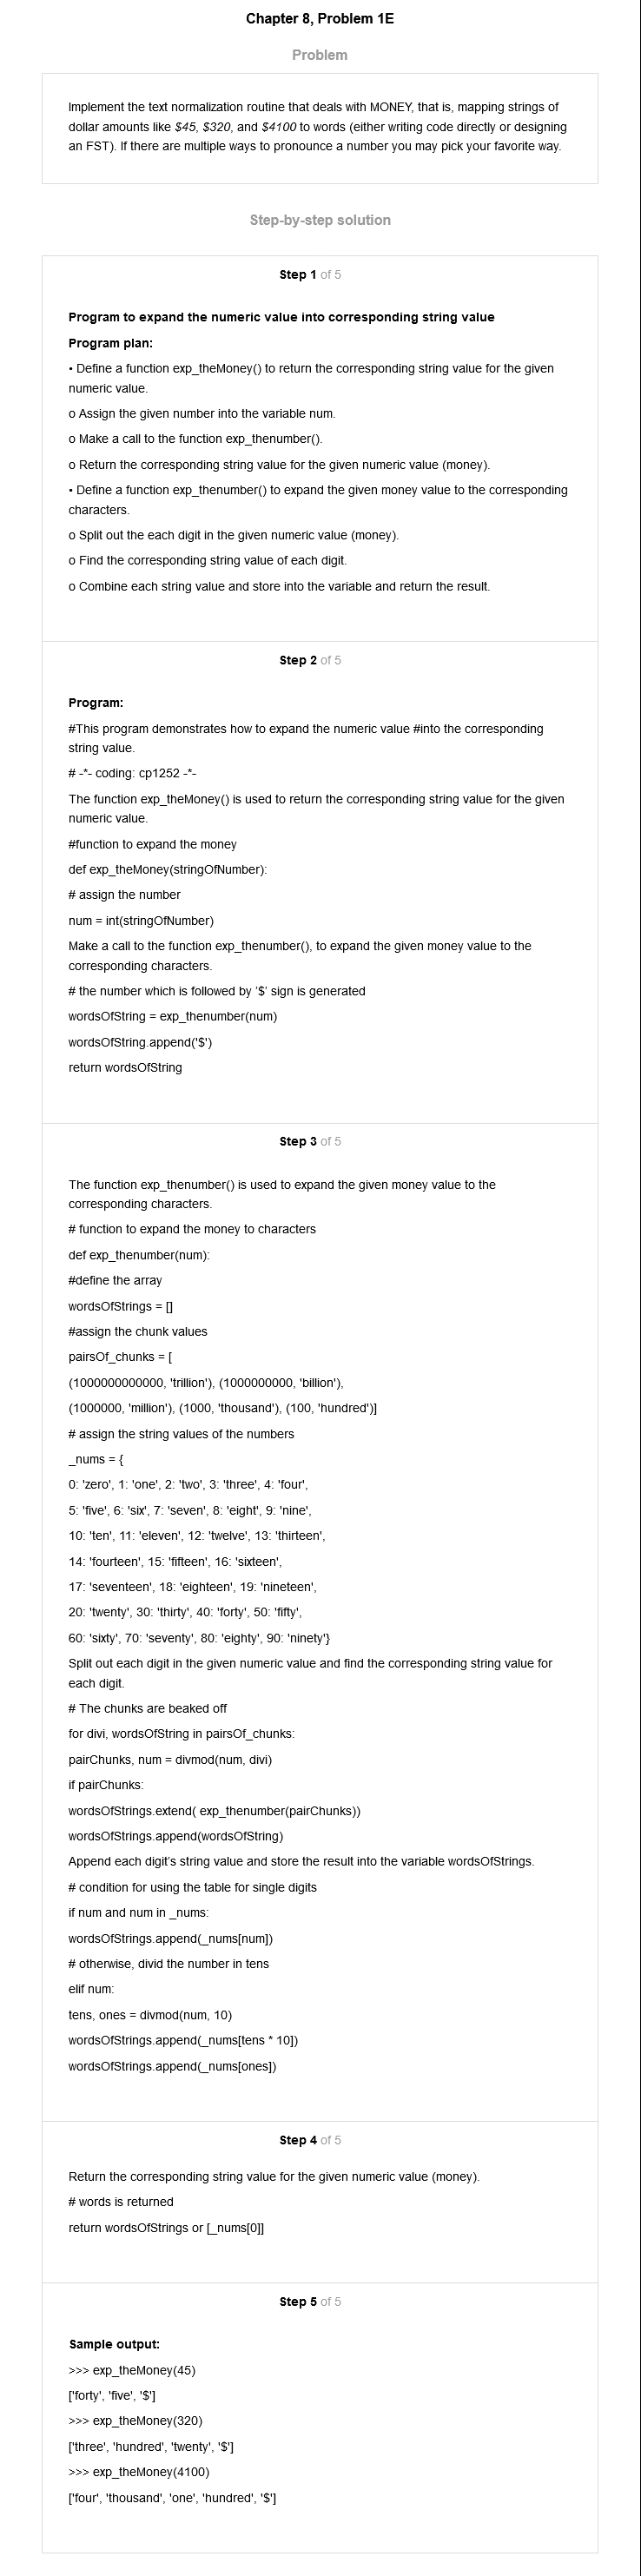 Chapter 8, Problem 1E
Problem
Implement the text normalization routine that deals with MONEY, that is, mapping strings of
dollar amounts like $45, $320, and $4100 to words (either writing code directly or designing
an FST). If there are multiple ways to pronounce a number you may pick your favorite way.
Step-by-step solution
Step 1 of 5
Program to expand the numeric value into corresponding string value
Program plan:
• Define a function exp_theMoney() to return the corresponding string value for the given
numeric value.
o Assign the given number into the variable num.
o Make a call to the function exp_thenumber().
o Return the corresponding string value for the given numeric value (money).
• Define a function exp_thenumber() to expand the given money value to the corresponding
characters.
o Split out the each digit in the given numeric value (money).
o Find the corresponding string value of each digit.
o Combine each string value and store into the variable and return the result.
Step 2 of 5
Program:
#This program demonstrates how to expand the numeric value #into the corresponding
string value.
# -*- coding: cp1252 -*-
The function exp_theMoney() is used to return the corresponding string value for the given
numeric value.
#function to expand the money
def exp_theMoney(stringOfNumber):
# assign the number
num = int(stringOfNumber)
Make a call to the function exp_thenumber(), to expand the given money value to the
corresponding characters.
# the number which is followed by ‘$’ sign is generated
wordsOfString = exp_thenumber(num)
wordsOfString.append('$')
return wordsOfString
Step 3 of 5
The function exp_thenumber() is used to expand the given money value to the
corresponding characters.
# function to expand the money to characters
def exp_thenumber(num):
#define the array
wordsOfStrings = []
#assign the chunk values
pairsOf_chunks = [
(1000000000000, 'trillion'), (1000000000, 'billion'),
(1000000, 'million'), (1000, 'thousand'), (100, 'hundred')]
# assign the string values of the numbers
_nums = {
0: 'zero', 1: 'one', 2: 'two', 3: 'three', 4: 'four',
5: 'five', 6: 'six', 7: 'seven', 8: 'eight', 9: 'nine',
10: 'ten', 11: 'eleven', 12: 'twelve', 13: 'thirteen',
14: 'fourteen', 15: 'fifteen', 16: 'sixteen',
17: 'seventeen', 18: 'eighteen', 19: 'nineteen',
20: 'twenty', 30: 'thirty', 40: 'forty', 50: 'fifty',
60: 'sixty', 70: 'seventy', 80: 'eighty', 90: 'ninety'}
Split out each digit in the given numeric value and find the corresponding string value for
each digit.
# The chunks are beaked off
for divi, wordsOfString in pairsOf_chunks:
pairChunks, num = divmod(num, divi)
if pairChunks:
wordsOfStrings.extend( exp_thenumber(pairChunks))
wordsOfStrings.append(wordsOfString)
Append each digit’s string value and store the result into the variable wordsOfStrings.
# condition for using the table for single digits
if num and num in _nums:
wordsOfStrings.append(_nums[num])
# otherwise, divid the number in tens
elif num:
tens, ones = divmod(num, 10)
wordsOfStrings.append(_nums[tens * 10])
wordsOfStrings.append(_nums[ones])
Step 4 of 5
Return the corresponding string value for the given numeric value (money).
# words is returned
return wordsOfStrings or [_nums[0]]
Step 5 of 5
Sample output:
>>> exp_theMoney(45)
['forty', 'five', '$']
>>> exp_theMoney(320)
['three', 'hundred', 'twenty', '$']
>>> exp_theMoney(4100)
['four', 'thousand', 'one', 'hundred', '$']